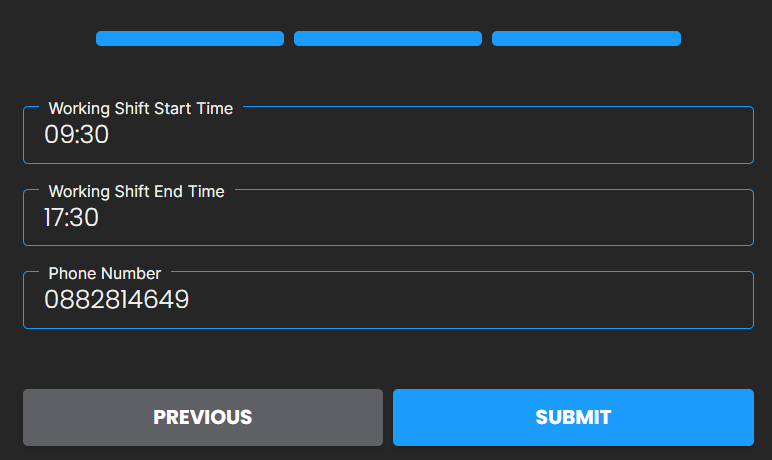 Working Shift Start Time
09:30
Working Shift End Time
17:30
Phone Number
0882814649
PREVIOUS
SUBMIT